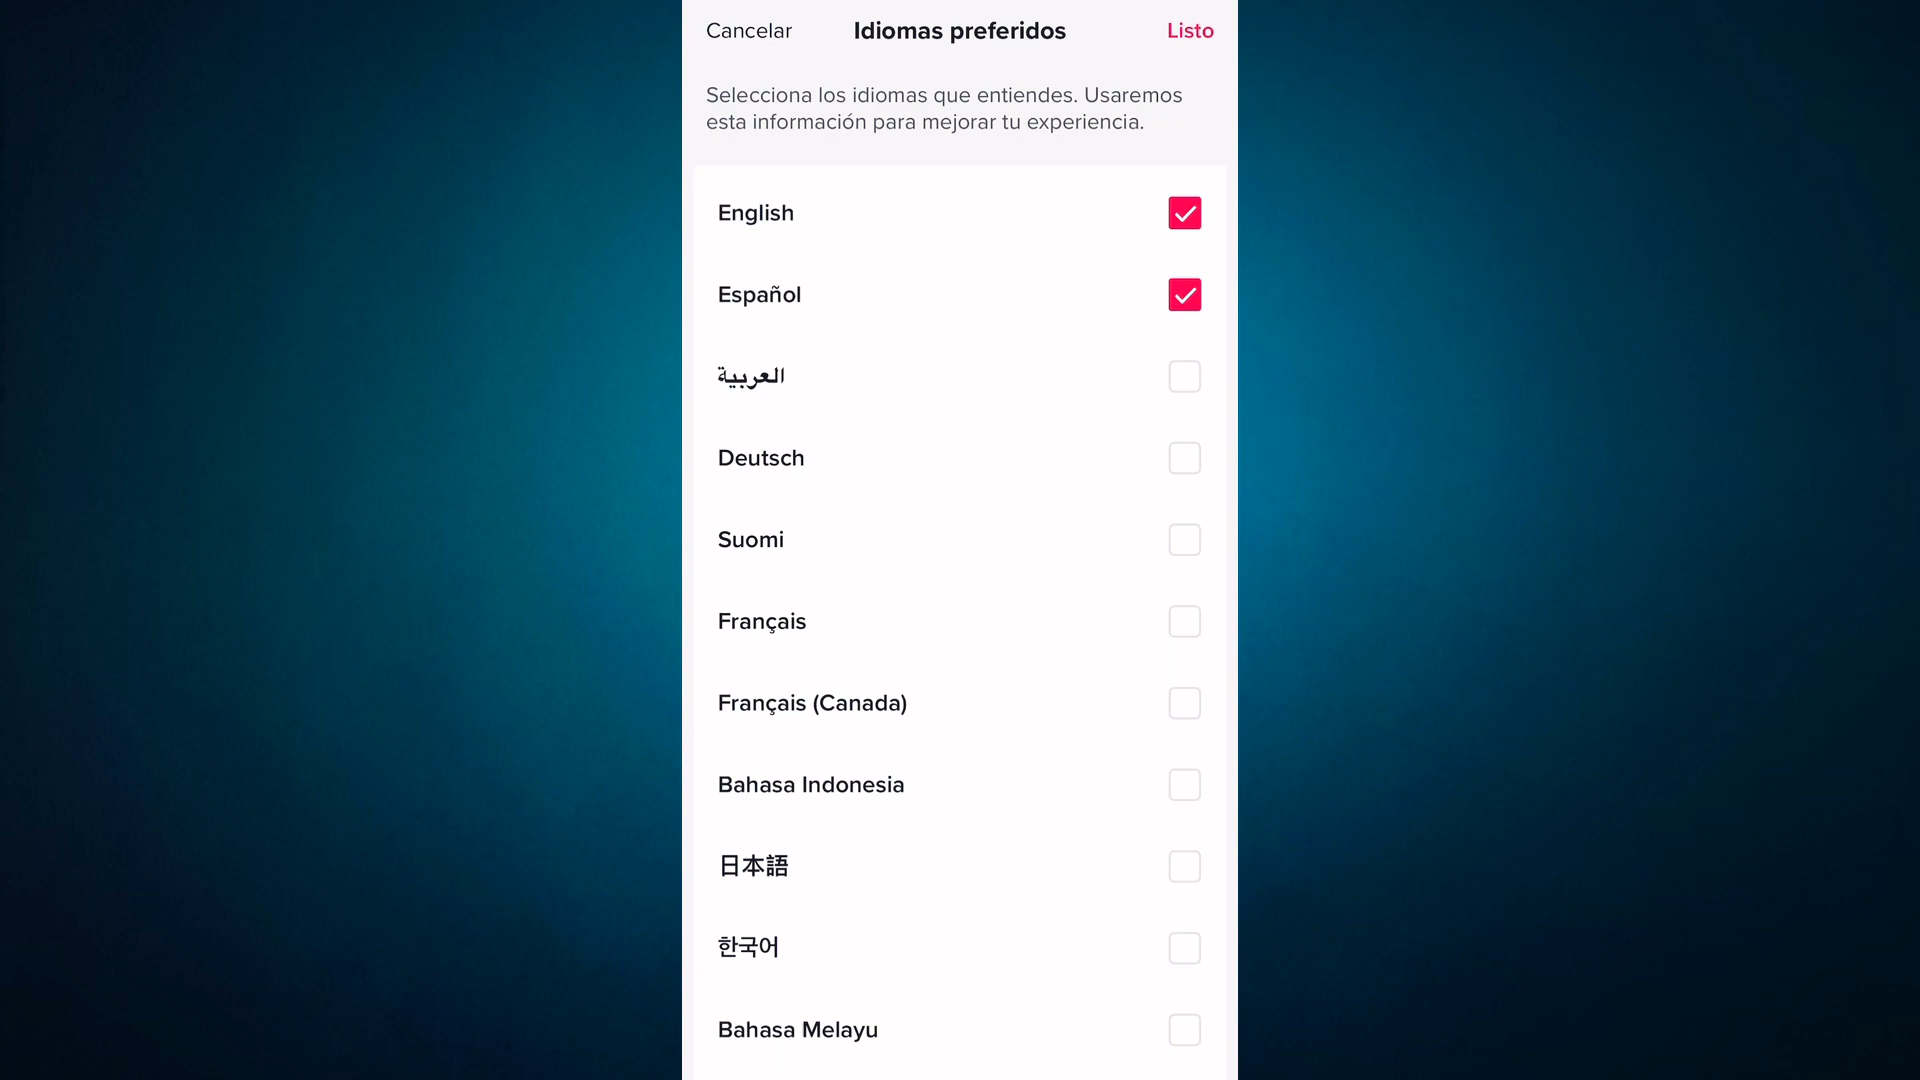 Cancelar
Idiomas preferidos
Listo
Selecciona los idiomas que entiendes. Usaremos
esta información para mejorar tu experiencia.
English
Español
العربية
Deutsch
Suomi
Français
Français (Canada)
Bahasa Indonesia
日本語
한국어
Bahasa Melayu